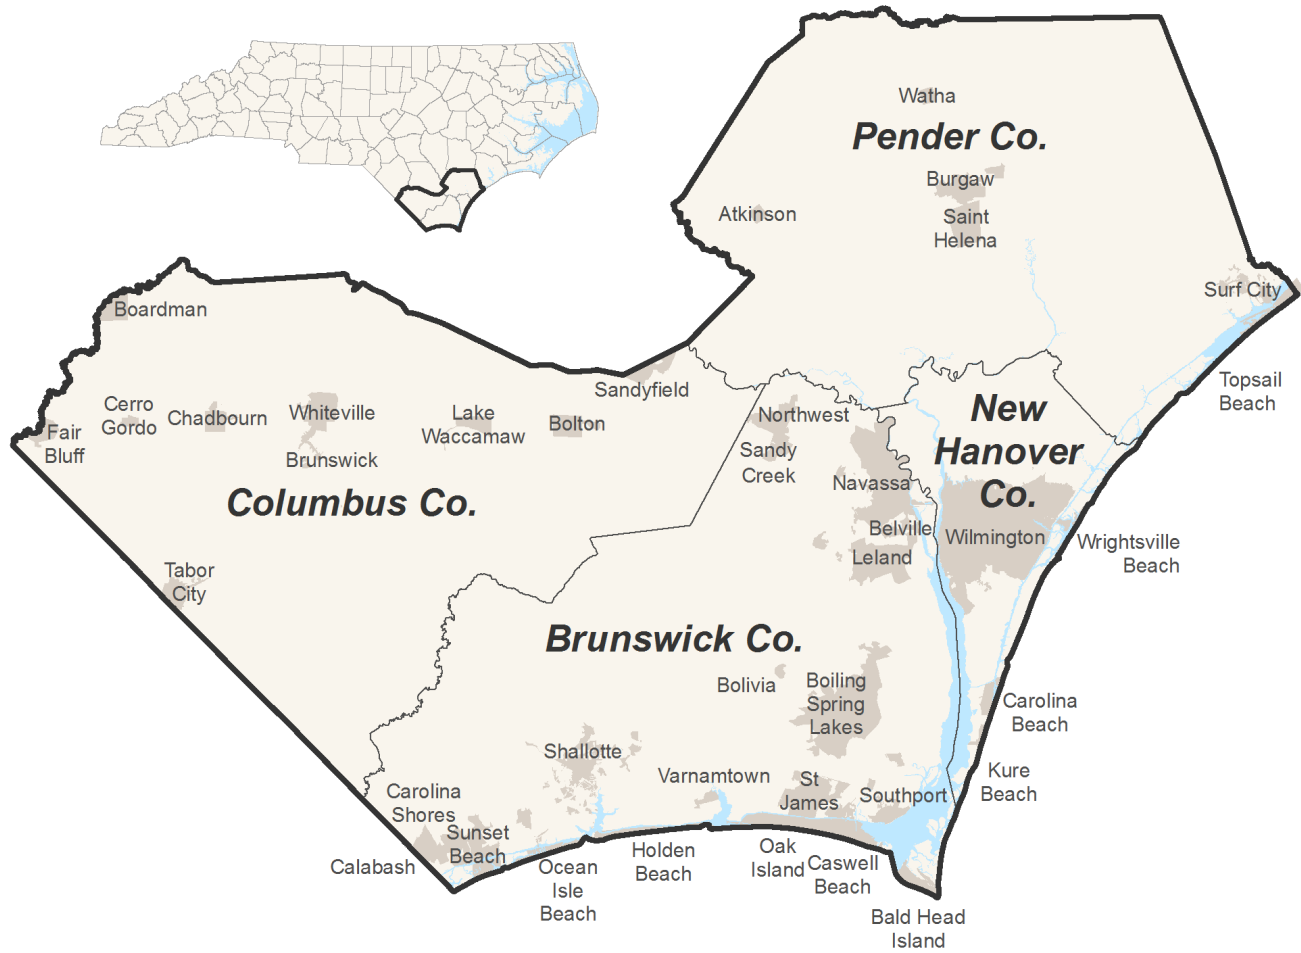 Watha
Pender Co.
Burgaw
Atkinson
Saint
Helena
Surf City
Boardman
Topsail
Beach
Sandyfield
Cerro
Gordo
Chadbourn
Whiteville
Lake
Waccamaw
Bolton
Northwest
New
Hanover
Co.
Fair
Bluff
Brunswick
Sandy
Creek
Navassa
Columbus Co.
Belville
Leland
Wilmington
Wrightsville
Beach
Tabor
City
Brunswick Co.
Bolivia
Boiling
Spring
Lakes
Carolina
Beach
Shallotte
Varnamtown
St
James
Southport
Kure
Beach
Carolina
Shores
Sunset
Beach
Calabash
Ocean
Isle
Beach
Holden
Beach
Oak
Island
Caswell
Beach
Bald Head
Island